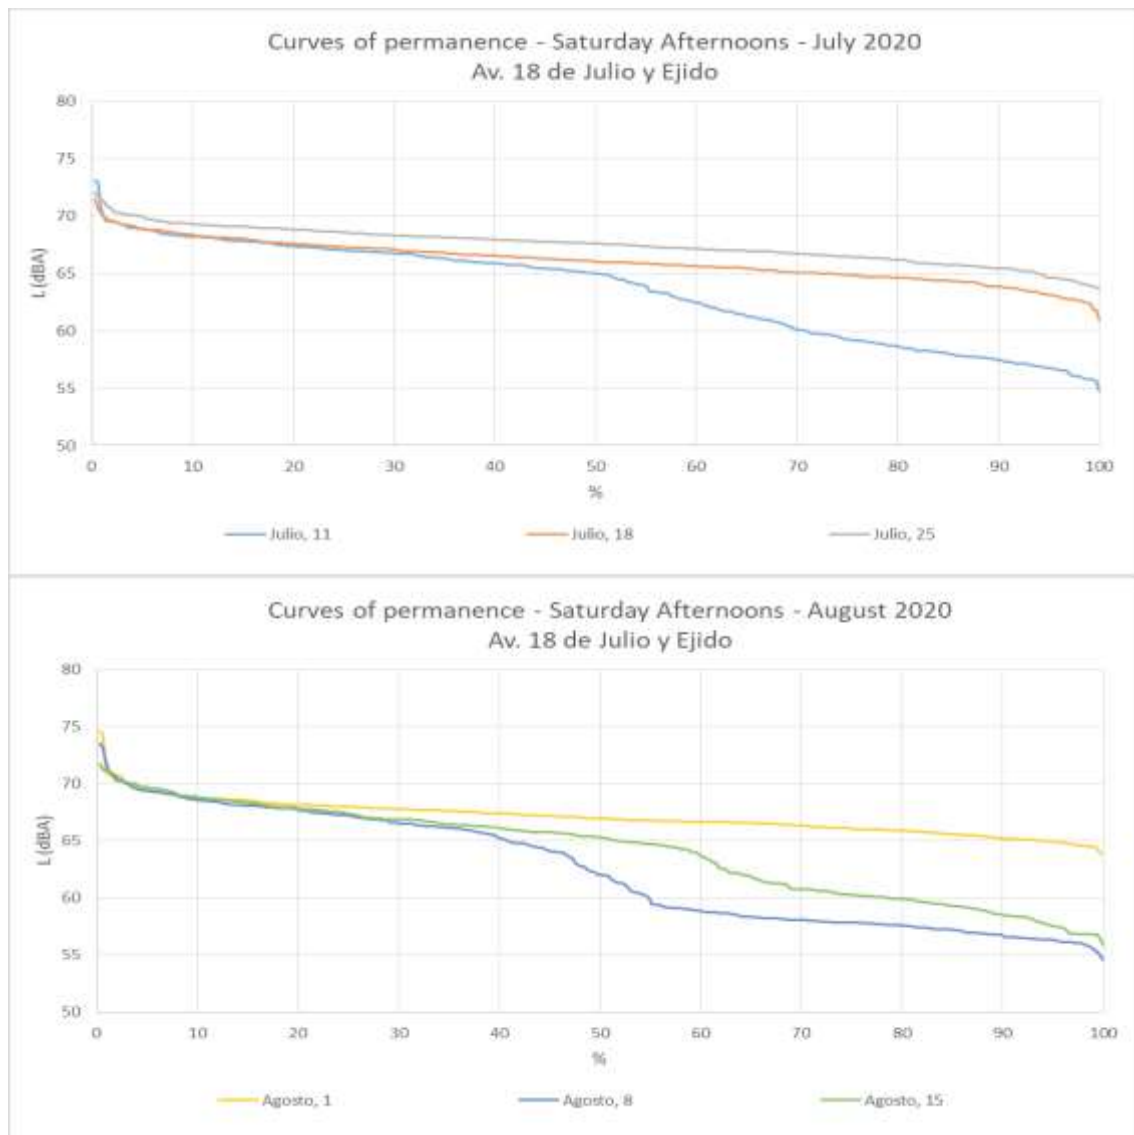 Curves of permanence - Saturday Afternoons - July 2020
Av. 18 de Julio y Ejido
80
75
70
65
60
55
50
L (dBA)
0 10 20 30 40 50 60 70 80 90 100
%
Julio, 11 Julio, 18 Julio, 25
Curves of permanence - Saturday Afternoons - August 2020
Av. 18 de Julio y Ejido
80
75
70
65
60
55
50
L (dBA)
0 10 20 30 40 50 60 70 80 90 100
%
Agosto, 1 Agosto, 8 Agosto, 15